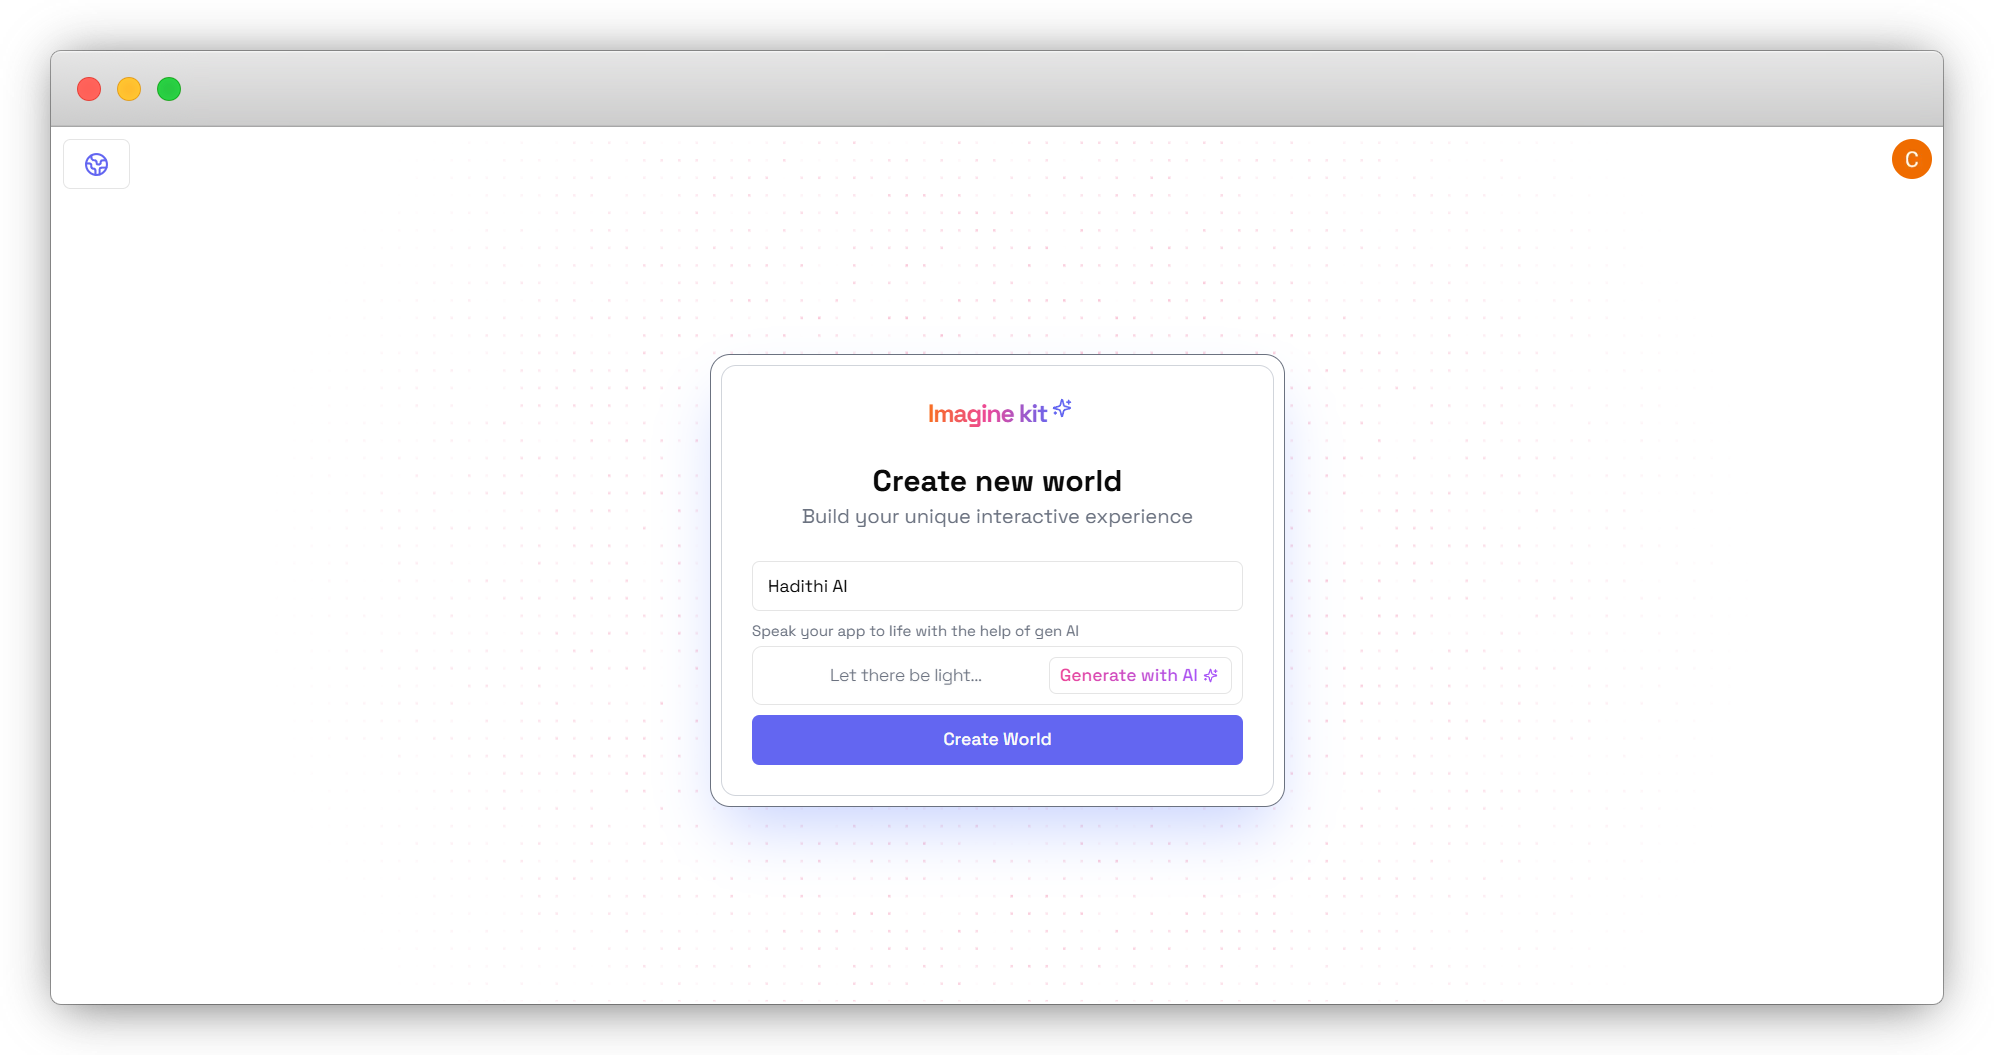 C
Imagine kit
Create new world
Build your unique interactive experience
Hadithi AI
Speak your app to life with the help of gen AI
Let there be light...
Generate with AI
Create World